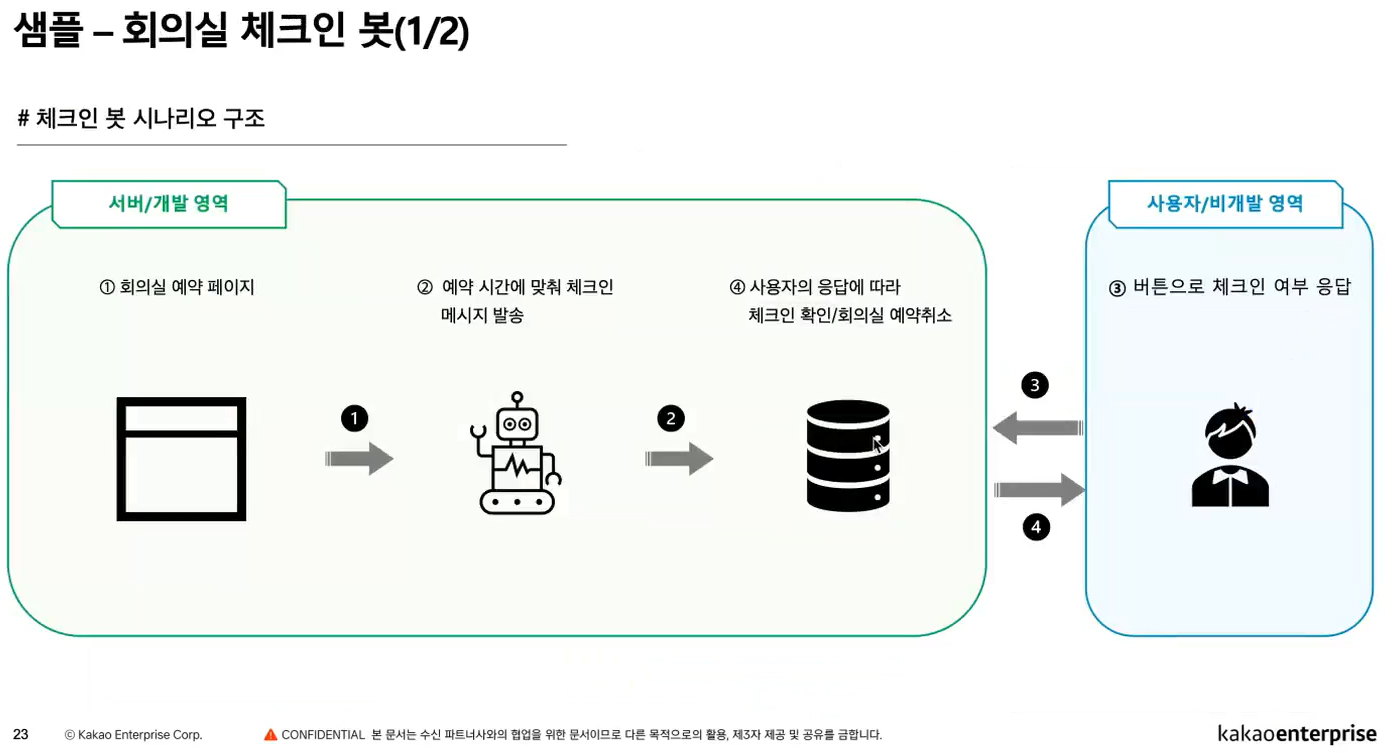 샘플 – 회의실 체크인 봇(1/2)
# 체크인 봇 시나리오 구조
서버/개발 영역
사용자/비개발 영역
① 회의실 예약 페이지
② 예약 시간에 맞춰 체크인
메시지 발송
④ 사용자의 응답에 따라
체크인 확인/회의실 예약취소
③ 버튼으로 체크인 여부 응답
1
2
3
4
23
© Kakao Enterprise Corp.
CONFIDENTIAL 본 문서는 수신 파트너사와의 협업을 위한 문서이므로 다른 목적으로의 활용, 제3자 제공 및 공유를 금합니다.
kakaoenterprise